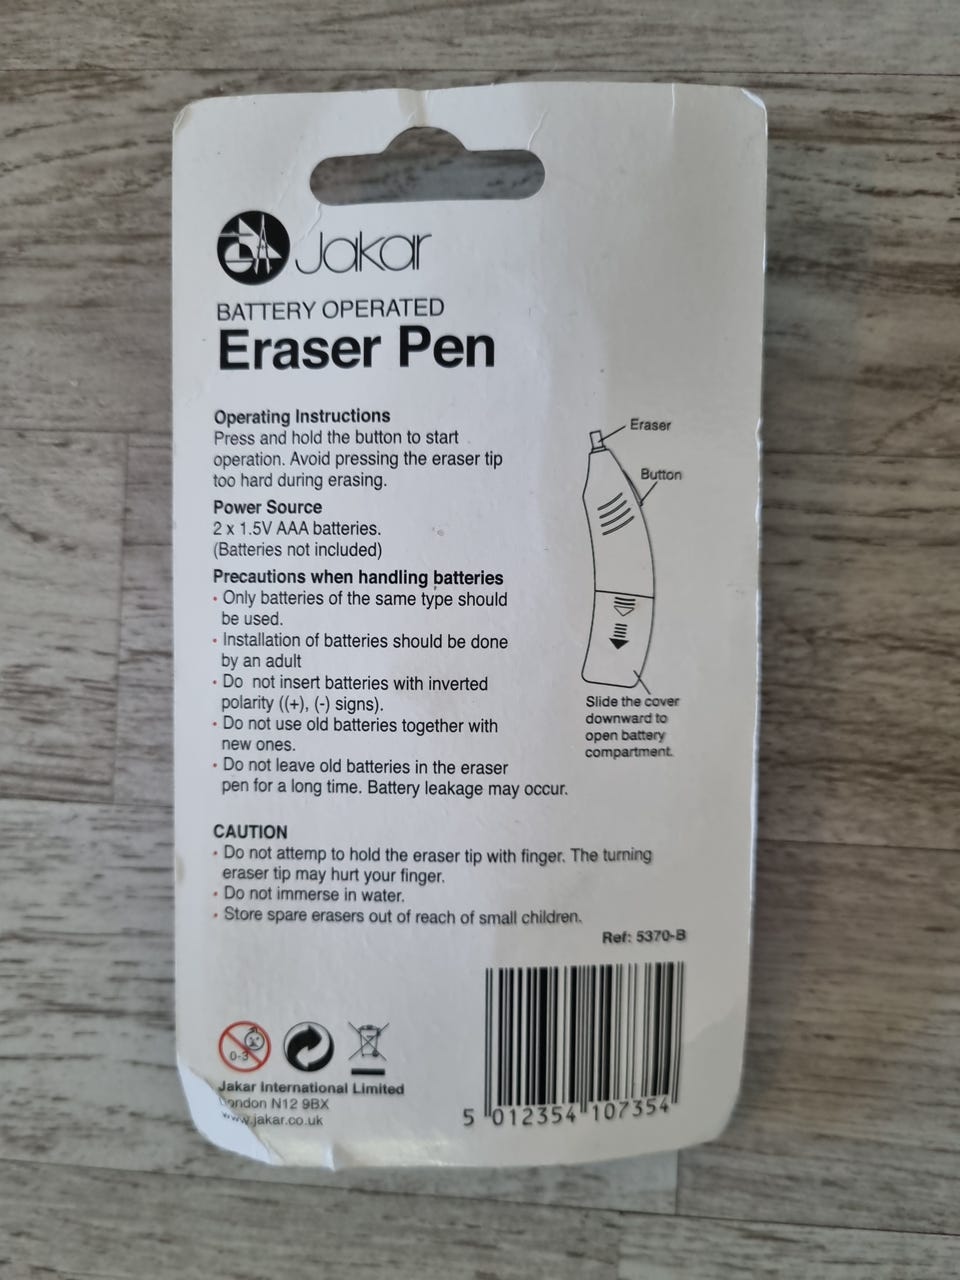 Jakar
BATTERY OPERATED
Eraser Pen
Operating Instructions
Press and hold the button to start
operation. Avoid pressing the eraser tip
too hard during erasing.
Power Source
2 x 1.5V AAA batteries.
(Batteries not included)
Precautions when handling batteries
• Only batteries of the same type should
be used.
• Installation of batteries should be done
by an adult
• Do not insert batteries with inverted
polarity ((+), (-) signs).
• Do not use old batteries together with
new ones.
• Do not leave old batteries in the eraser
pen for a long time. Battery leakage may occur.
Eraser
Button
Slide the cover
downward to
open battery
compartment.
CAUTION
• Do not attemp to hold the eraser tip with finger. The turning
eraser tip may hurt your finger.
• Do not immerse in water.
• Store spare erasers out of reach of small children.
Ref: 5370-B
0-3
Jakar International Limited
London N12 9BX
www.jakar.co.uk
5 012354 107354